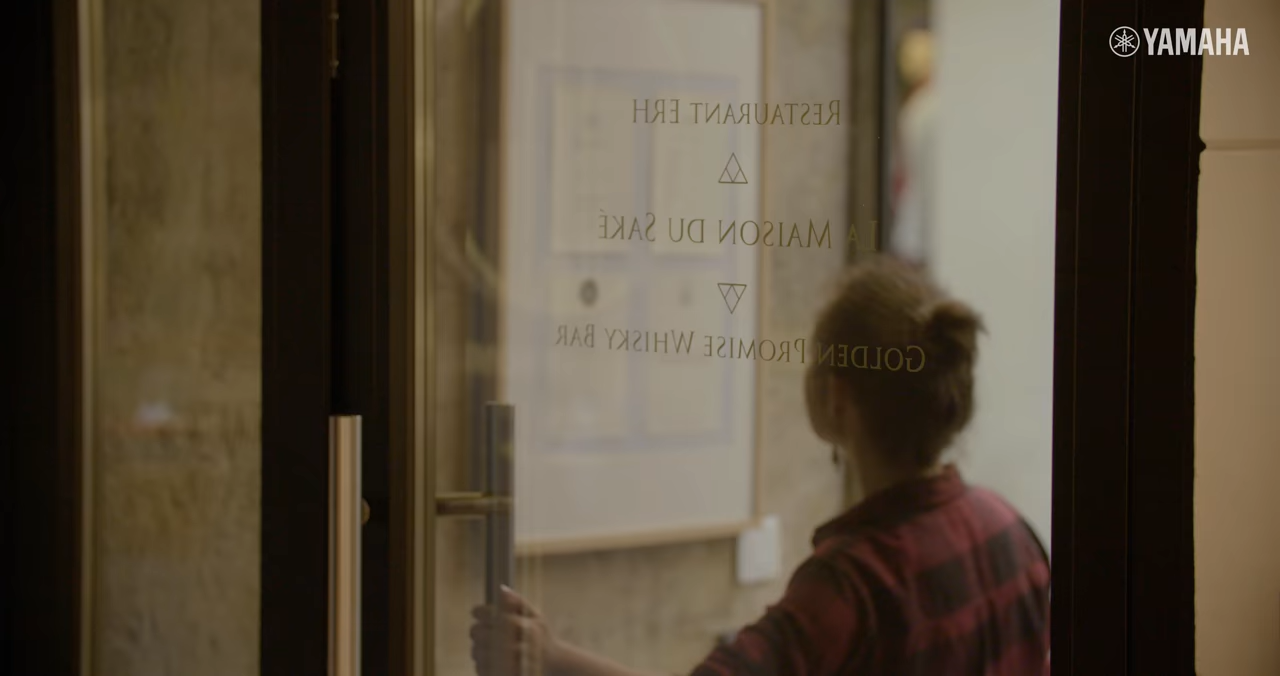 YAMAHA
RESTAURANT ERH
LA MAISON DU SAKÉ
GOLDEN PROMISE WHISKY BAR